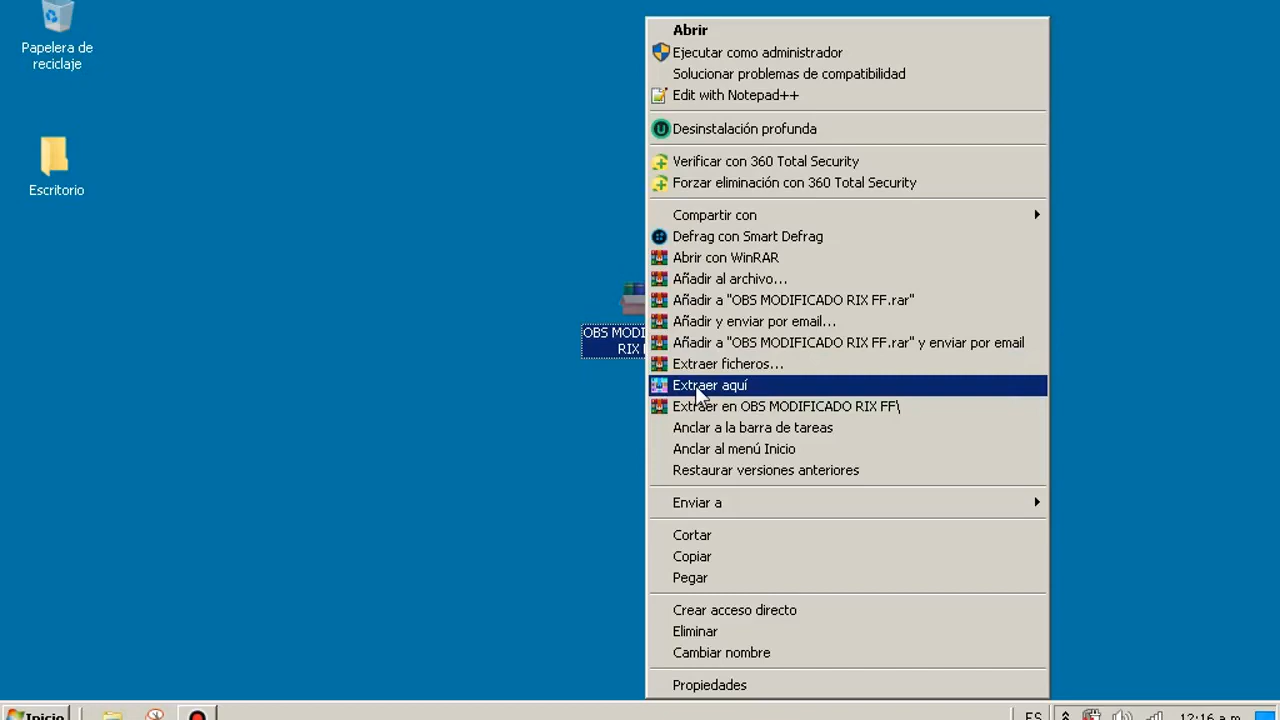 Papelera de
reciclaje
Escritorio
OBS MODI
RIX
Abrir
Ejecutar como administrador
Solucionar problemas de compatibilidad
Edit with Notepad++
Desinstalación profunda
Verificar con 360 Total Security
Forzar eliminación con 360 Total Security
Compartir con
Defrag con Smart Defrag
Abrir con WinRAR
Añadir al archivo...
Añadir a "OBS MODIFICADO RIX FF.rar"
Añadir y enviar por email...
Añadir a "OBS MODIFICADO RIX FF.rar" y enviar por email
Extraer ficheros...
Extraer aquí
Extraer en OBS MODIFICADO RIX FF\
Anclar a la barra de tareas
Anclar al menú Inicio
Restaurar versiones anteriores
Enviar a
Cortar
Copiar
Pegar
Crear acceso directo
Eliminar
Cambiar nombre
Propiedades
Inicio
ES
12:16 a.m.